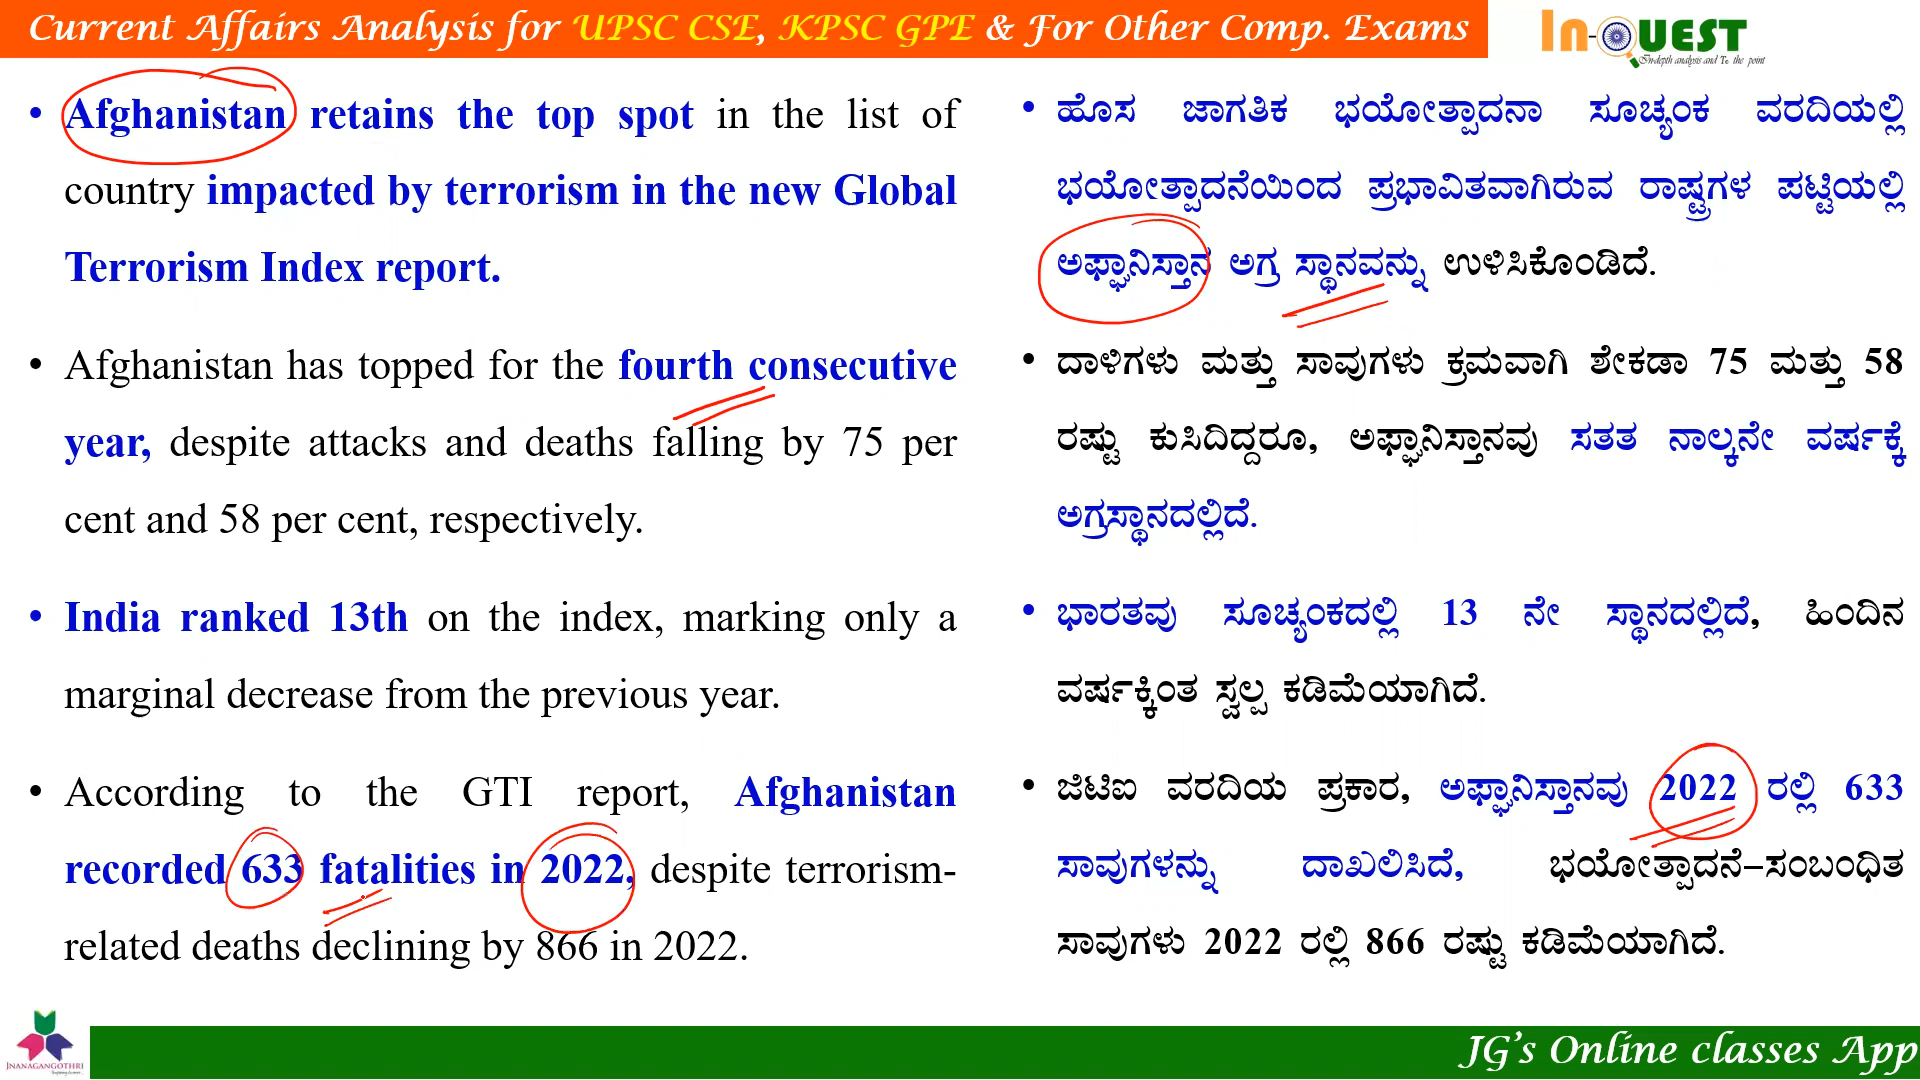 Current Affairs Analysis for UPSC CSE, KPSC GPE & For Other Comp. Exams
In-QUEST
In-depth analysis and To the point
• Afghanistan retains the top spot in the list of
country impacted by terrorism in the new Global
Terrorism Index report.
• Afghanistan has topped for the fourth consecutive
year, despite attacks and deaths falling by 75 per
cent and 58 per cent, respectively.
• India ranked 13th on the index, marking only a
marginal decrease from the previous year.
• According to the GTI report, Afghanistan
recorded 633 fatalities in 2022, despite terrorism-
related deaths declining by 866 in 2022.
• ಹೊಸ ಜಾಗತಿಕ ಭಯೋತ್ಪಾದನಾ ಸೂಚ್ಯಂಕ ವರದಿಯಲ್ಲಿ
ಭಯೋತ್ಪಾದನೆಯಿಂದ ಪ್ರಭಾವಿತವಾಗಿರುವ ರಾಷ್ಟ್ರಗಳ ಪಟ್ಟಿಯಲ್ಲಿ
ಅಫ್ಘಾನಿಸ್ತಾನ ಅಗ್ರ ಸ್ಥಾನವನ್ನು ಉಳಿಸಿಕೊಂಡಿದೆ.
• ದಾಳಿಗಳು ಮತ್ತು ಸಾವುಗಳು ಕ್ರಮವಾಗಿ ಶೇಕಡಾ 75 ಮತ್ತು 58
ರಷ್ಟು ಕುಸಿದಿದ್ದರೂ, ಅಫ್ಘಾನಿಸ್ತಾನವು ಸತತ ನಾಲ್ಕನೇ ವರ್ಷಕ್ಕೆ
ಅಗ್ರಸ್ಥಾನದಲ್ಲಿದೆ.
• ಭಾರತವು ಸೂಚ್ಯಂಕದಲ್ಲಿ 13 ನೇ ಸ್ಥಾನದಲ್ಲಿದೆ, ಹಿಂದಿನ
ವರ್ಷಕ್ಕಿಂತ ಸ್ವಲ್ಪ ಕಡಿಮೆಯಾಗಿದೆ.
• ಜಿಟಿಐ ವರದಿಯ ಪ್ರಕಾರ, ಅಫ್ಘಾನಿಸ್ತಾನವು 2022 ರಲ್ಲಿ 633
ಸಾವುಗಳನ್ನು ದಾಖಲಿಸಿದೆ, ಭಯೋತ್ಪಾದನೆ-ಸಂಬಂಧಿತ
ಸಾವುಗಳು 2022 ರಲ್ಲಿ 866 ರಷ್ಟು ಕಡಿಮೆಯಾಗಿದೆ.
JNANAGANGOTHRI
JG's Online classes App